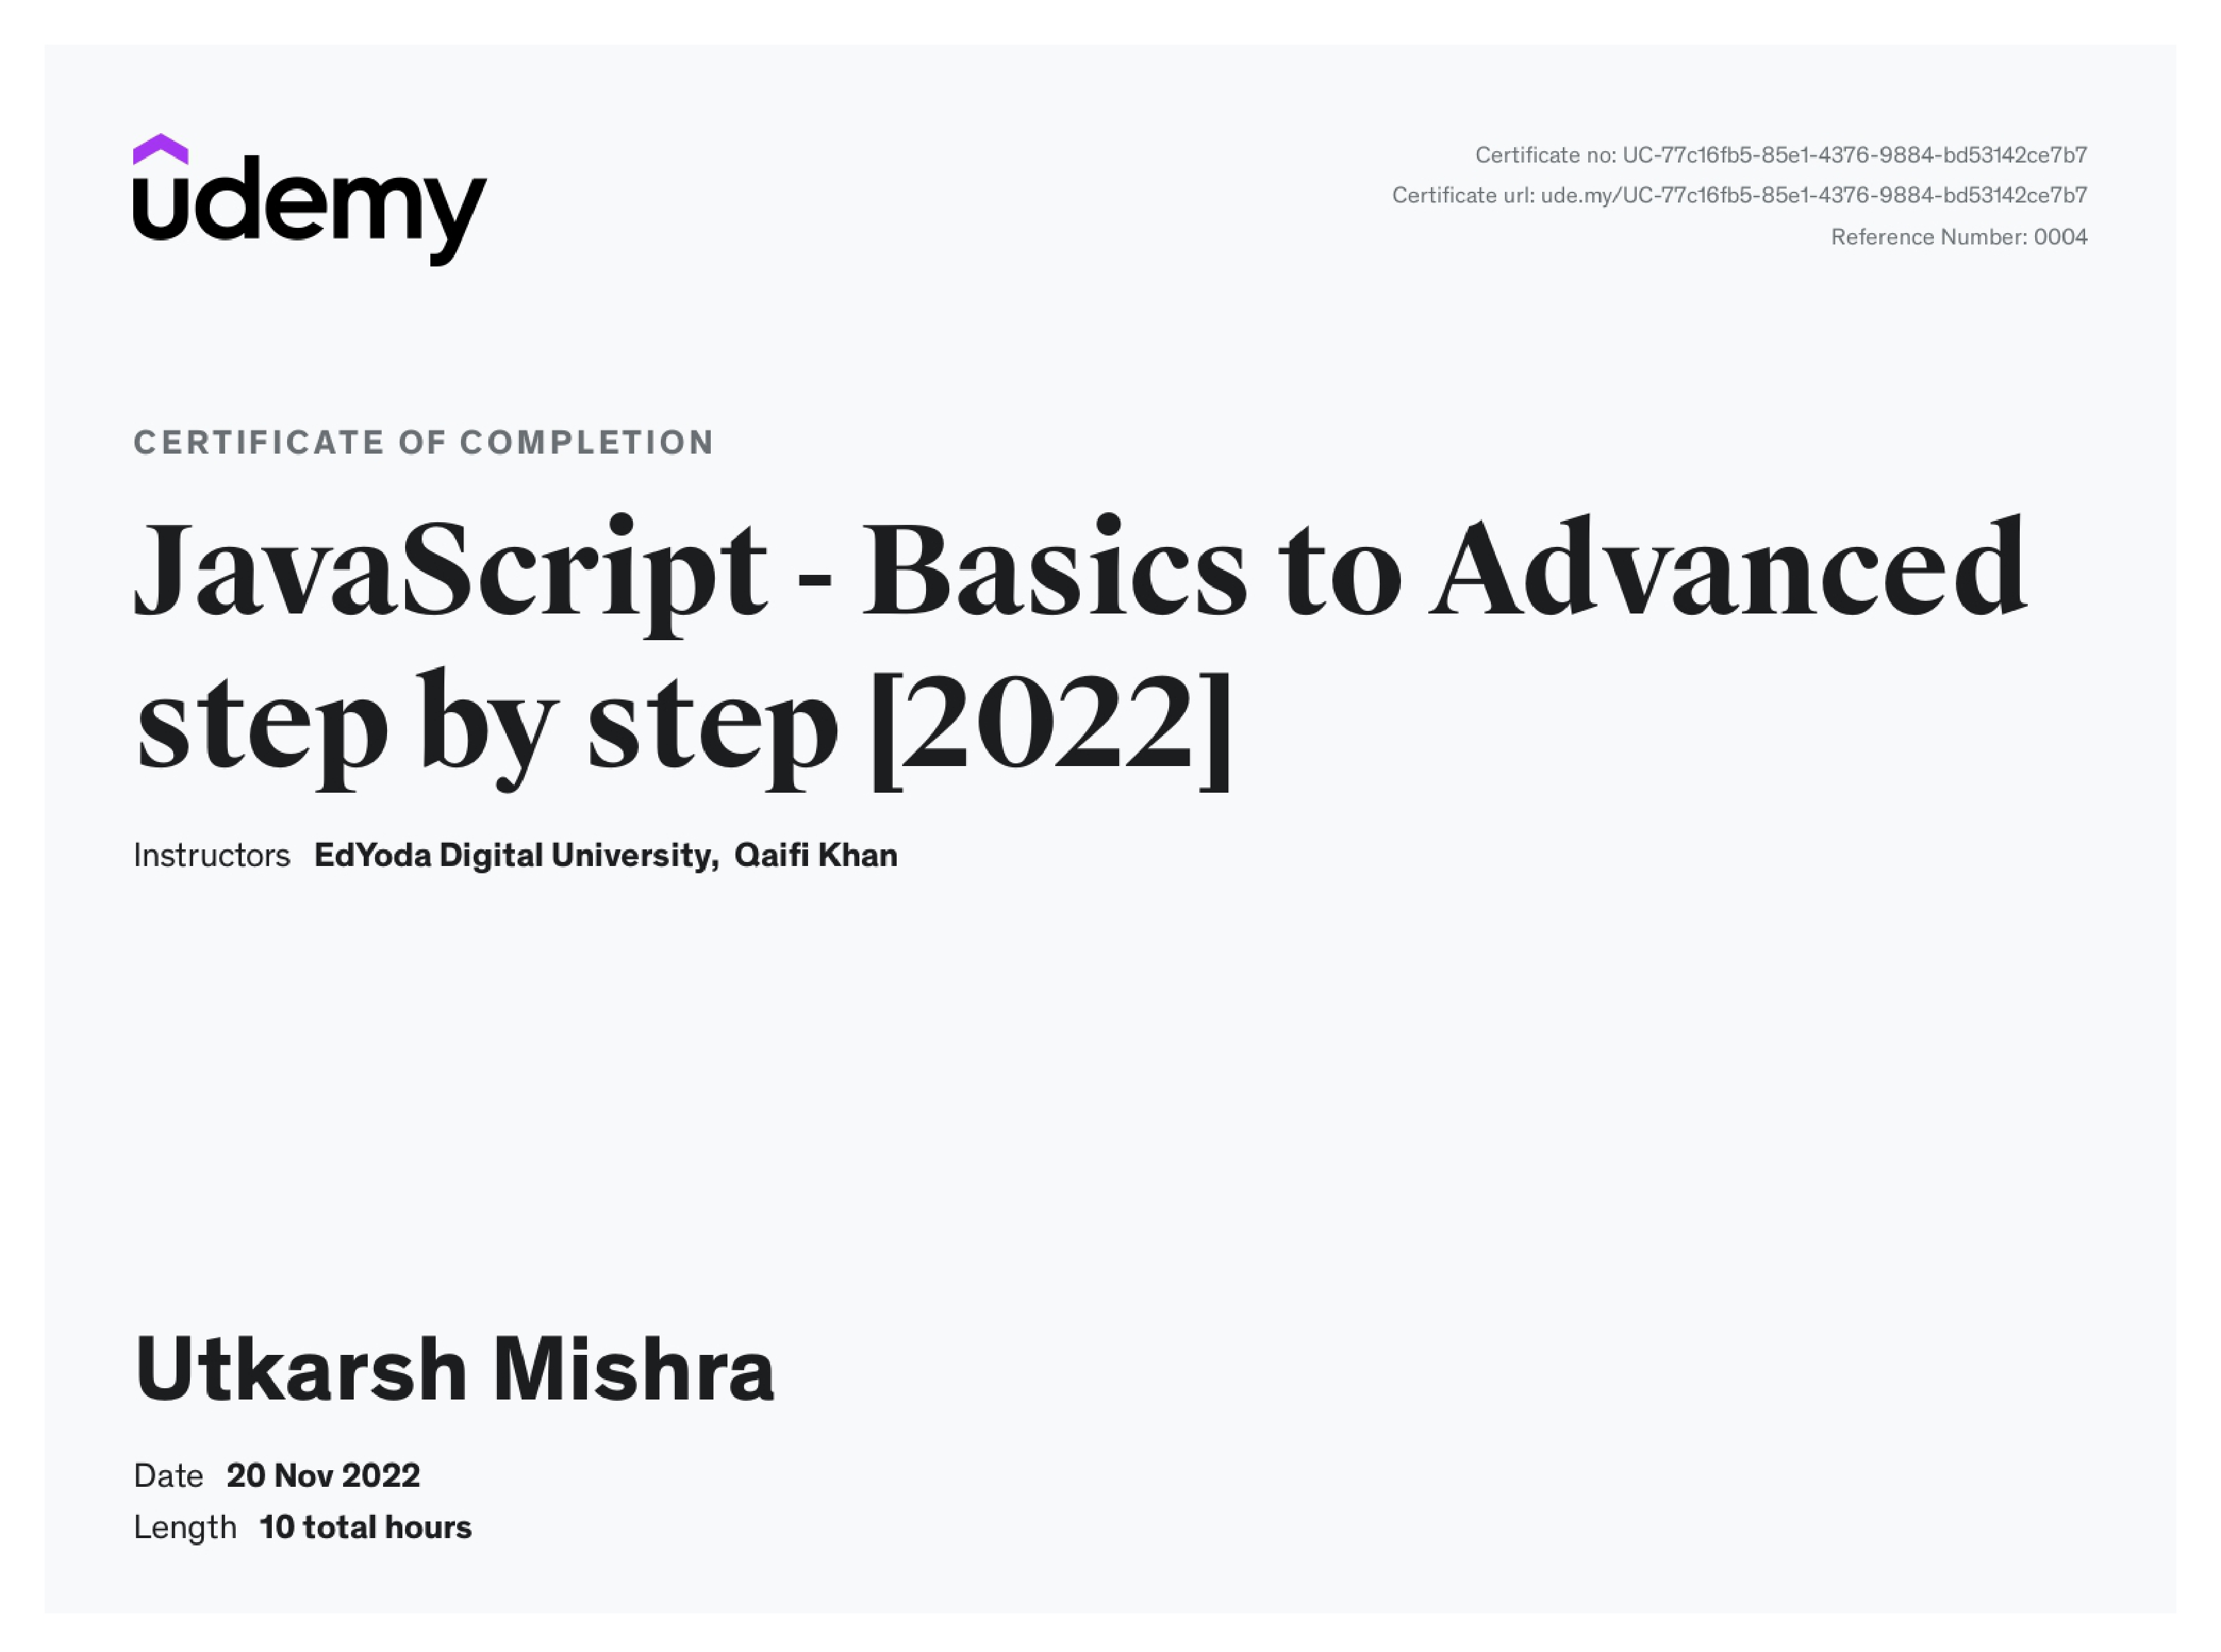 udemy
Certificate no: UC-77c16fb5-85e1-4376-9884-bd53142ce7b7
Certificate url: ude.my/UC-77c16fb5-85e1-4376-9884-bd53142ce7b7
Reference Number: 0004
CERTIFICATE OF COMPLETION
JavaScript - Basics to Advanced
step by step [2022]
Instructors EdYoda Digital University, Qaifi Khan
Utkarsh Mishra
Date 20 Nov 2022
Length 10 total hours